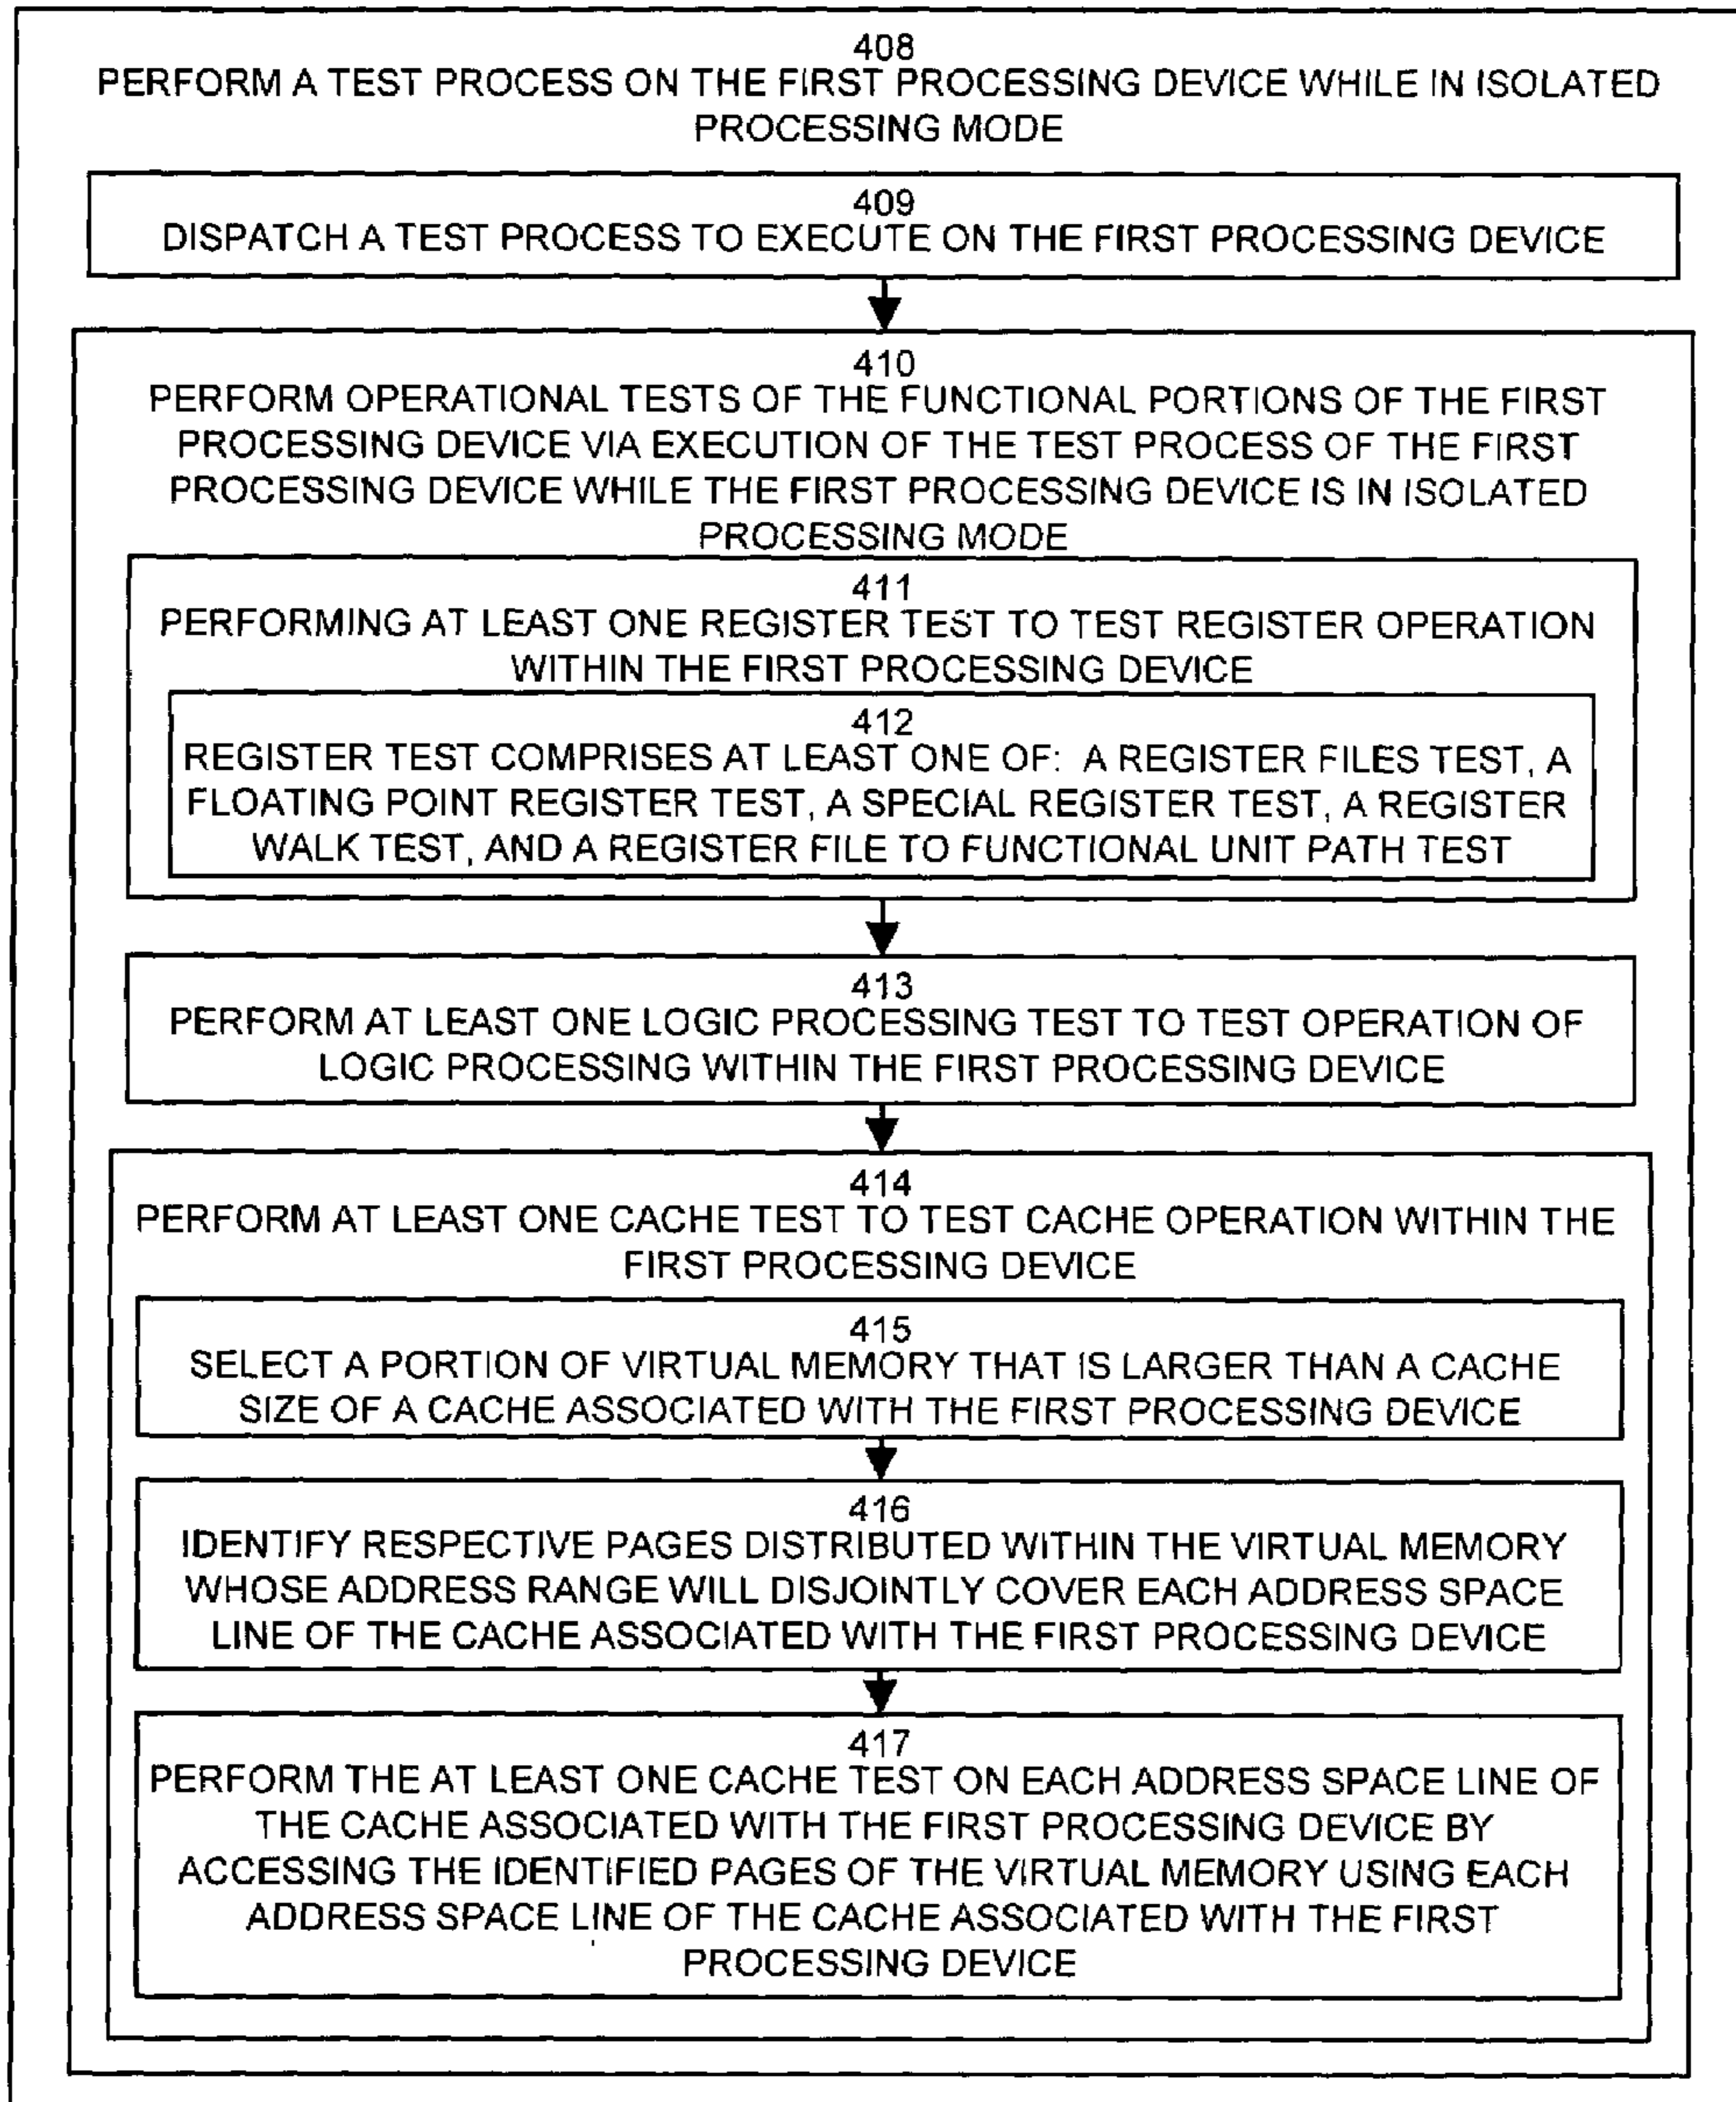 408
PERFORM A TEST PROCESS ON THE FIRST PROCESSING DEVICE WHILE IN ISOLATED
PROCESSING MODE
409
DISPATCH A TEST PROCESS TO EXECUTE ON THE FIRST PROCESSING DEVICE
410
PERFORM OPERATIONAL TESTS OF THE FUNCTIONAL PORTIONS OF THE FIRST
PROCESSING DEVICE VIA EXECUTION OF THE TEST PROCESS OF THE FIRST
PROCESSING DEVICE WHILE THE FIRST PROCESSING DEVICE IS IN ISOLATED
PROCESSING MODE
411
PERFORMING AT LEAST ONE REGISTER TEST TO TEST REGISTER OPERATION
WITHIN THE FIRST PROCESSING DEVICE
412
REGISTER TEST COMPRISES AT LEAST ONE OF: A REGISTER FILES TEST, A
FLOATING POINT REGISTER TEST, A SPECIAL REGISTER TEST, A REGISTER
WALK TEST, AND A REGISTER FILE TO FUNCTIONAL UNIT PATH TEST
413
PERFORM AT LEAST ONE LOGIC PROCESSING TEST TO TEST OPERATION OF
LOGIC PROCESSING WITHIN THE FIRST PROCESSING DEVICE
414
PERFORM AT LEAST ONE CACHE TEST TO TEST CACHE OPERATION WITHIN THE
FIRST PROCESSING DEVICE
415
SELECT A PORTION OF VIRTUAL MEMORY THAT IS LARGER THAN A CACHE
SIZE OF A CACHE ASSOCIATED WITH THE FIRST PROCESSING DEVICE
416
IDENTIFY RESPECTIVE PAGES DISTRIBUTED WITHIN THE VIRTUAL MEMORY
WHOSE ADDRESS RANGE WILL DISJOINTLY COVER EACH ADDRESS SPACE
LINE OF THE CACHE ASSOCIATED WITH THE FIRST PROCESSING DEVICE
417
PERFORM THE AT LEAST ONE CACHE TEST ON EACH ADDRESS SPACE LINE OF
THE CACHE ASSOCIATED WITH THE FIRST PROCESSING DEVICE BY
ACCESSING THE IDENTIFIED PAGES OF THE VIRTUAL MEMORY USING EACH
ADDRESS SPACE LINE OF THE CACHE ASSOCIATED WITH THE FIRST
PROCESSING DEVICE